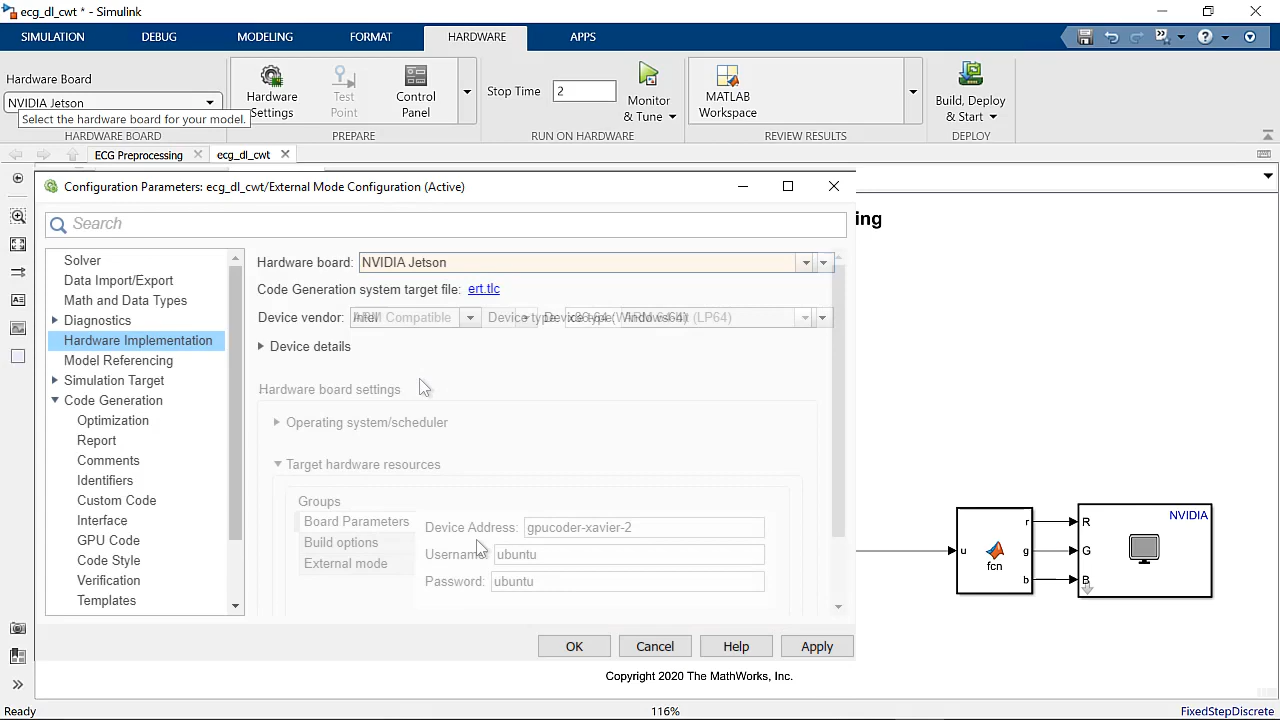 ecg_dl_cwt * - Simulink
SIMULATION DEBUG MODELING FORMAT HARDWARE APPS
Hardware Board
NVIDIA Jetson
Select the hardware board for your model.
HARDWARE BOARD
Hardware Settings
Test Point
Control Panel
PREPARE
Stop Time 2
Monitor & Tune
RUN ON HARDWARE
MATLAB Workspace
REVIEW RESULTS
Build, Deploy & Start
DEPLOY
ECG Preprocessing
ecg_dl_cwt
ing
Configuration Parameters: ecg_dl_cwt/External Mode Configuration (Active)
Search
Solver
Data Import/Export
Math and Data Types
Diagnostics
Hardware Implementation
Model Referencing
Simulation Target
Code Generation
Optimization
Report
Comments
Identifiers
Custom Code
Interface
GPU Code
Code Style
Verification
Templates
Hardware board: NVIDIA Jetson
Code Generation system target file: ert.tlc
Device vendor:
Device details
Hardware board settings
Operating system/scheduler
Target hardware resources
Groups
Board Parameters
Build options
External mode
Device Address: gpucoder-xavier-2
Username: ubuntu
Password: ubuntu
OK Cancel Help Apply
u fcn r g b
R G B NVIDIA
Copyright 2020 The MathWorks, Inc.
Ready 116% FixedStepDiscrete